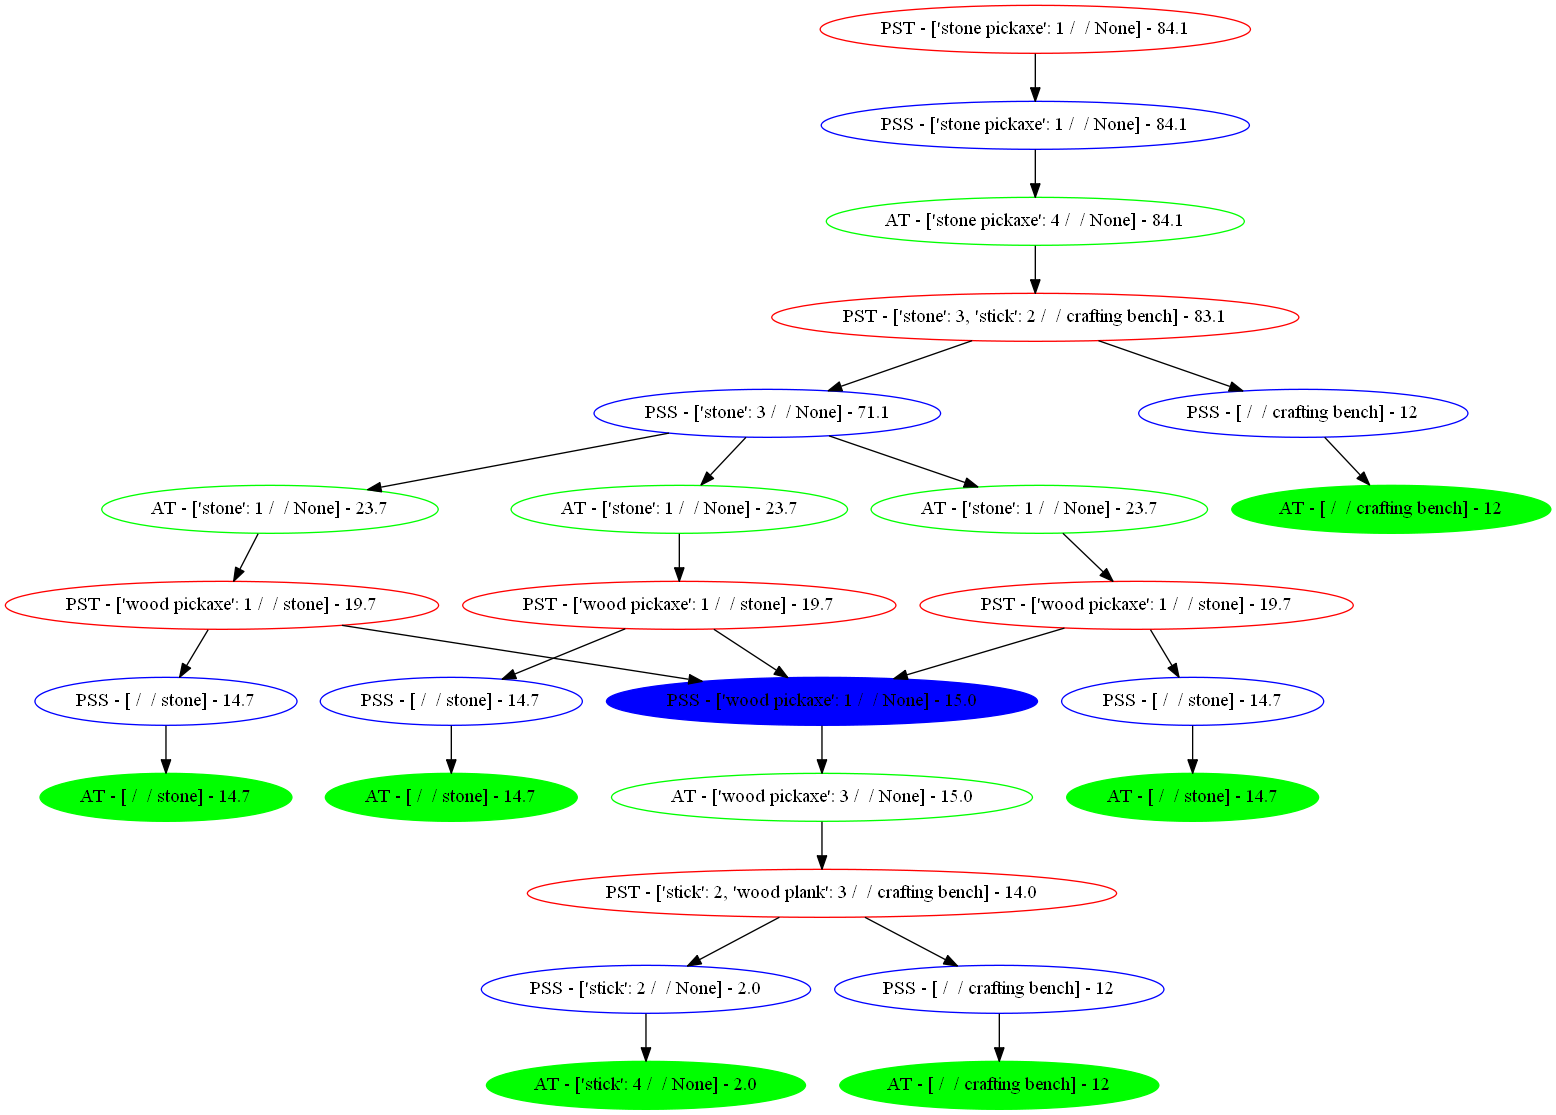 PST - ['stone pickaxe': 1 /  / None] - 84.1
PSS - ['stone pickaxe': 1 /  / None] - 84.1
AT - ['stone pickaxe': 4 /  / None] - 84.1
PST - ['stone': 3, 'stick': 2 /  / crafting bench] - 83.1
PSS - ['stone': 3 /  / None] - 71.1
PSS - [ /  / crafting bench] - 12
AT - ['stone': 1 /  / None] - 23.7
AT - ['stone': 1 /  / None] - 23.7
AT - ['stone': 1 /  / None] - 23.7
AT - [ /  / crafting bench] - 12
PST - ['wood pickaxe': 1 /  / stone] - 19.7
PST - ['wood pickaxe': 1 /  / stone] - 19.7
PST - ['wood pickaxe': 1 /  / stone] - 19.7
PSS - [ /  / stone] - 14.7
PSS - [ /  / stone] - 14.7
PSS - ['wood pickaxe': 1 /  / None] - 15.0
PSS - [ /  / stone] - 14.7
AT - [ /  / stone] - 14.7
AT - [ /  / stone] - 14.7
AT - ['wood pickaxe': 3 /  / None] - 15.0
AT - [ /  / stone] - 14.7
PST - ['stick': 2, 'wood plank': 3 /  / crafting bench] - 14.0
PSS - ['stick': 2 /  / None] - 2.0
PSS - [ /  / crafting bench] - 12
AT - ['stick': 4 /  / None] - 2.0
AT - [ /  / crafting bench] - 12